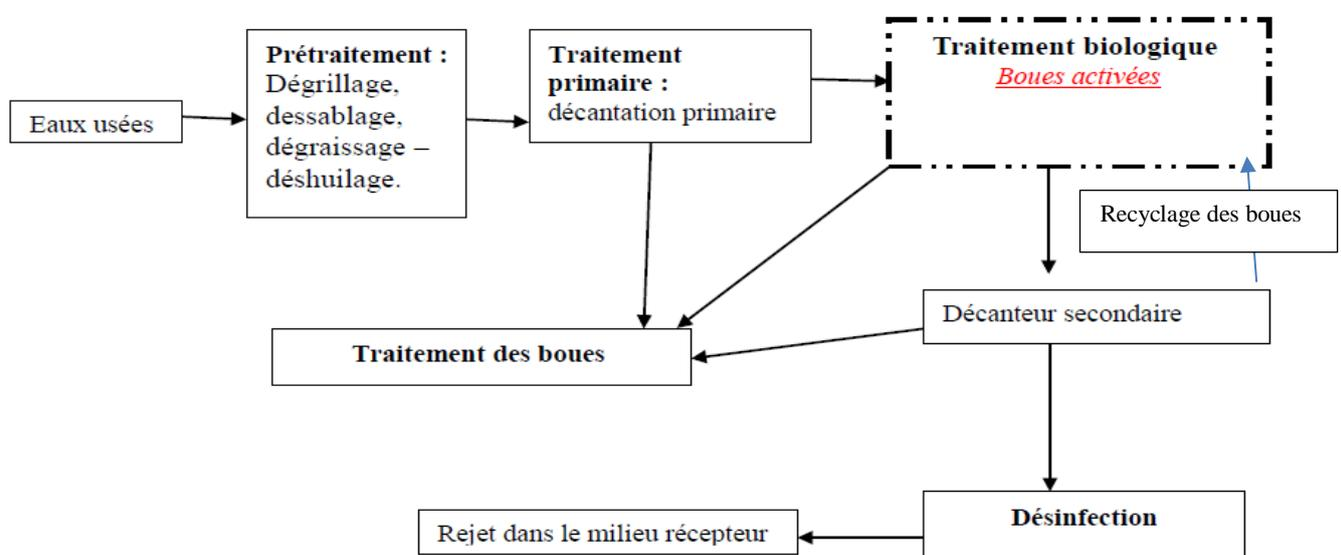 Eaux usées
Prétraitement :
Dégrillage,
dessablage,
dégraissage –
déshuilage.
Traitement
primaire :
décantation primaire
Traitement biologique
Boues activées
Recyclage des boues
Décanteur secondaire
Traitement des boues
Désinfection
Rejet dans le milieu récepteur